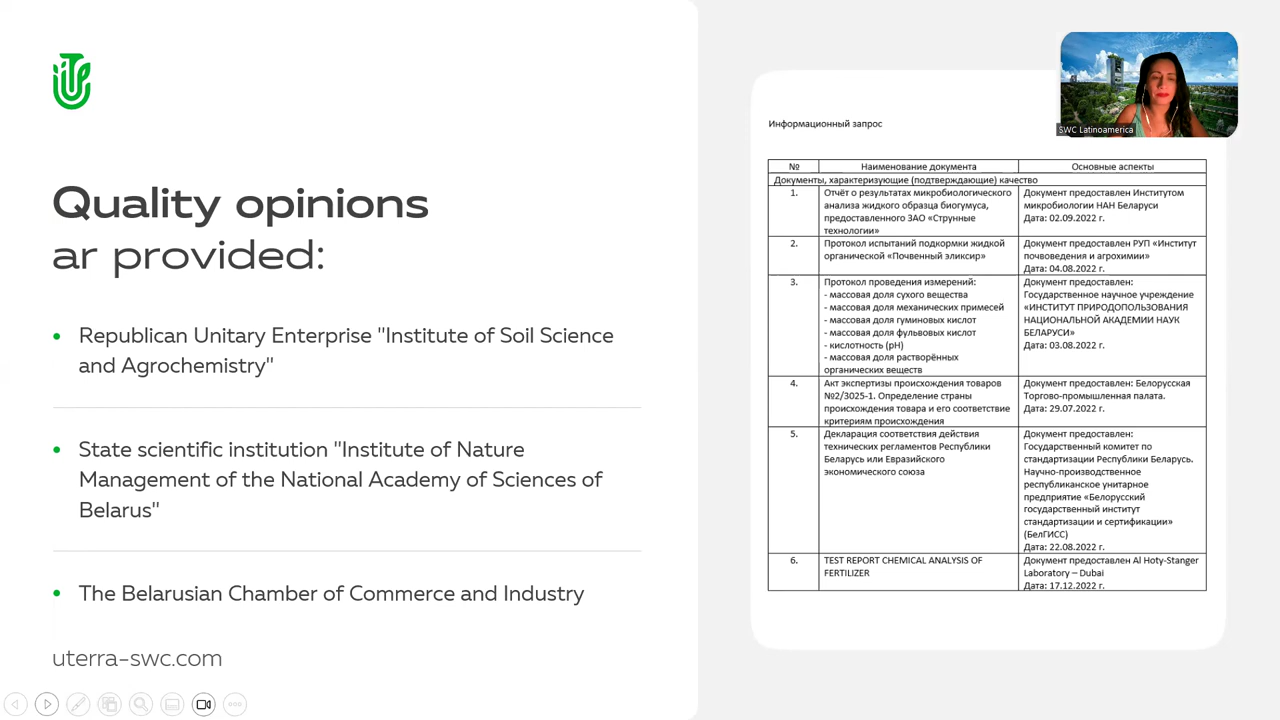 Quality opinions
ar provided:
• Republican Unitary Enterprise "Institute of Soil Science
and Agrochemistry"
• State scientific institution "Institute of Nature
Management of the National Academy of Sciences of
Belarus"
• The Belarusian Chamber of Commerce and Industry
uterra-swc.com
SWC Latinoamerica
Информационный запрос
№ Наименование документа Основные аспекты
Документы, характеризующие (подтверждающие) качество
1. Отчёт о результатах микробиологического Документ предоставлен Институтом
анализа жидкого образца биогумуса, микробиологии НАН Беларуси
предоставленного ЗАО «Струнные Дата: 02.09.2022 г.
технологии»
2. Протокол испытаний подкормки жидкой Документ предоставлен РУП «Институт
органической «Почвенный эликсир» почвоведения и агрохимии»
Дата: 04.08.2022 г.
3. Протокол проведения измерений: Документ предоставлен:
- массовая доля сухого вещества Государственное научное учреждение
- массовая доля механических примесей «ИНСТИТУТ ПРИРОДОПОЛЬЗОВАНИЯ
- массовая доля гуминовых кислот НАЦИОНАЛЬНОЙ АКАДЕМИИ НАУК
- массовая доля фульвовых кислот БЕЛАРУСИ»
- кислотность (pH) Дата: 03.08.2022 г.
- массовая доля растворённых
органических веществ
4. Акт экспертизы происхождения товаров Документ предоставлен: Белорусская
№2/3025-1. Определение страны Торгово-промышленная палата.
происхождения товара и его соответствие Дата: 29.07.2022 г.
критериям происхождения
5. Декларация соответствия действия Документ предоставлен:
технических регламентов Республики Государственный комитет по
Беларусь или Евразийского стандартизации Республики Беларусь.
экономического союза Научно-производственное
республиканское унитарное
предприятие «Белорусский
государственный институт
стандартизации и сертификации»
(БелГИСС)
Дата: 22.08.2022 г.
6. TEST REPORT CHEMICAL ANALYSIS OF Документ предоставлен Al Hoty-Stanger
FERTILIZER Laboratory – Dubai
Дата: 17.12.2022 г.